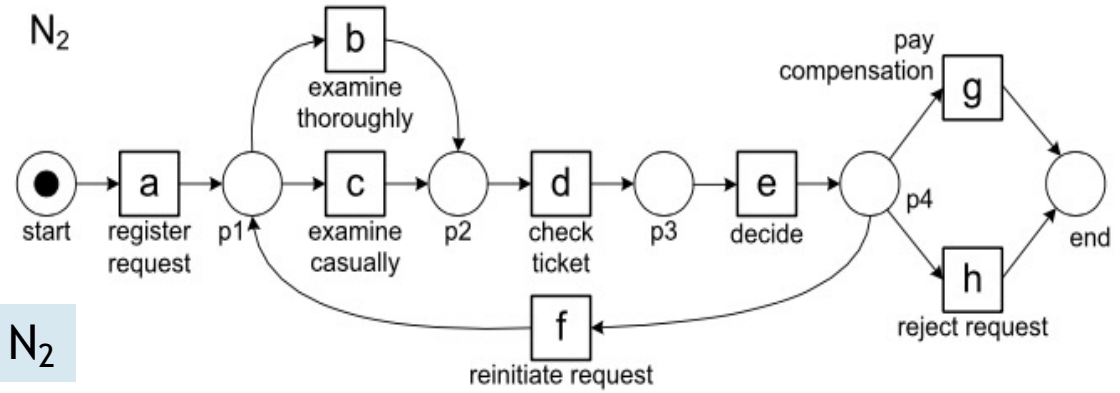 N2
b
examine
thoroughly
pay
compensation
g
start
a
register
request
p1
c
examine
casually
p2
d
check
ticket
p3
e
decide
p4
end
h
reject request
f
reinitiate request
N2